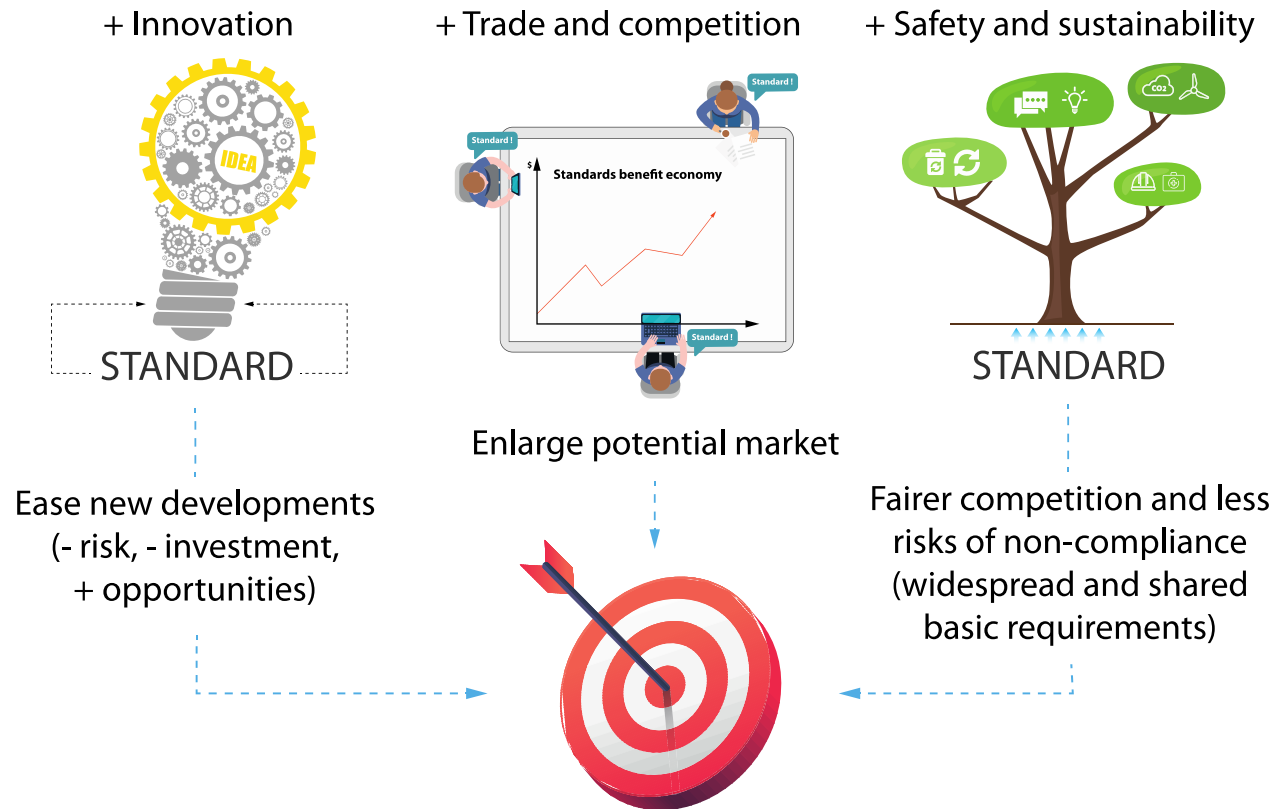 + Innovation
IDEA
STANDARD
Ease new developments
(- risk, - investment,
+ opportunities)
+ Trade and competition
Standard !
Standard !
$
Standards benefit economy
Standard !
Enlarge potential market
+ Safety and sustainability
CO2
STANDARD
Fairer competition and less
risks of non-compliance
(widespread and shared
basic requirements)